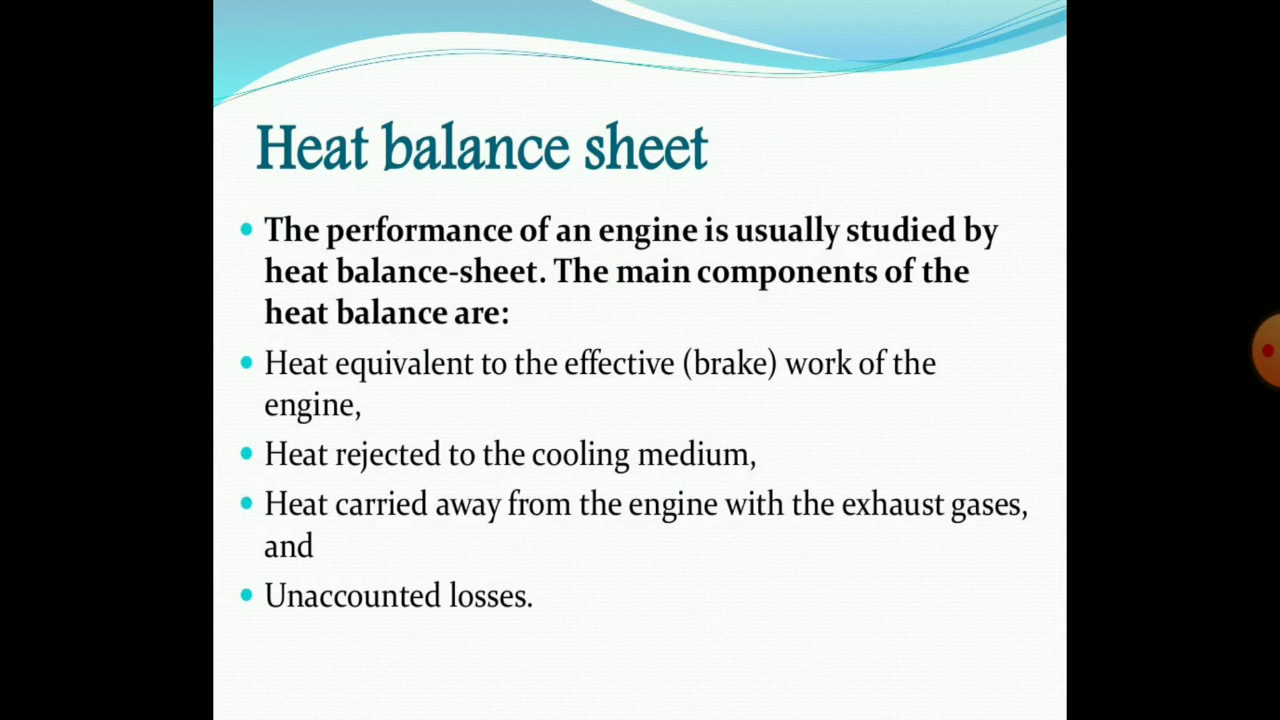 Heat balance sheet
The performance of an engine is usually studied by
heat balance-sheet. The main components of the
heat balance are:
Heat equivalent to the effective (brake) work of the
engine,
Heat rejected to the cooling medium,
Heat carried away from the engine with the exhaust gases,
and
Unaccounted losses.